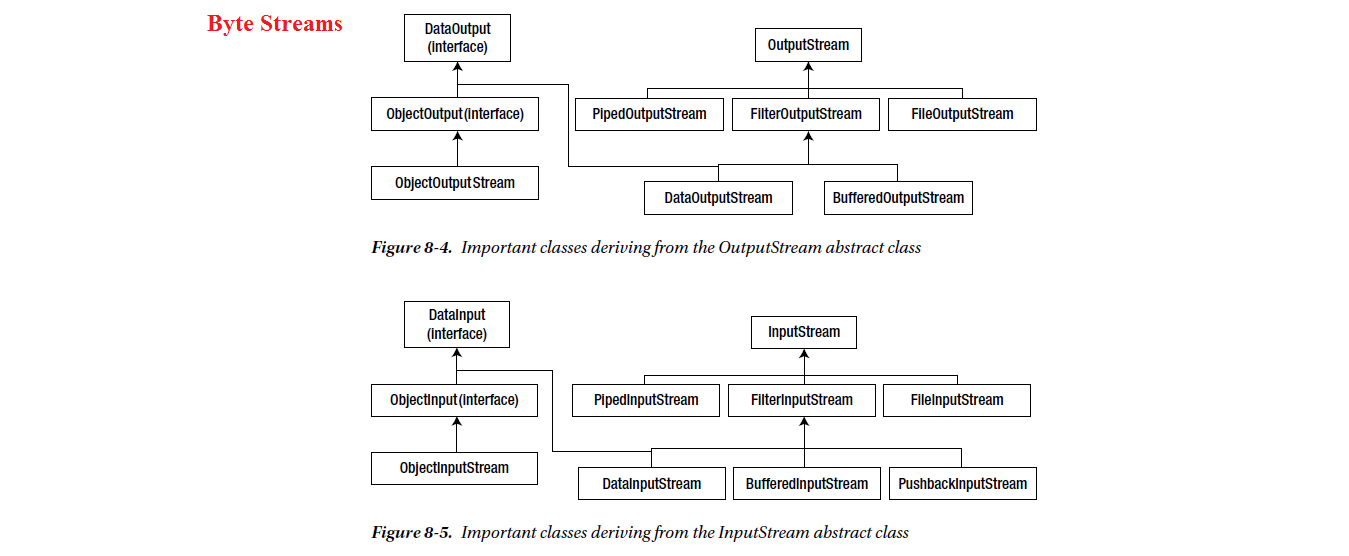 Byte Streams
DataOutput
(interface)
OutputStream
ObjectOutput (interface)
PipedOutputStream
FilterOutputStream
FileOutputStream
ObjectOutput Stream
DataOutputStream
BufferedOutputStream
Figure 8-4. Important classes deriving from the OutputStream abstract class
DataInput
(interface)
InputStream
ObjectInput (interface)
PipedInputStream
FilterInputStream
FileInputStream
ObjectInputStream
DataInputStream
BufferedInputStream
PushbackInputStream
Figure 8-5. Important classes deriving from the InputStream abstract class